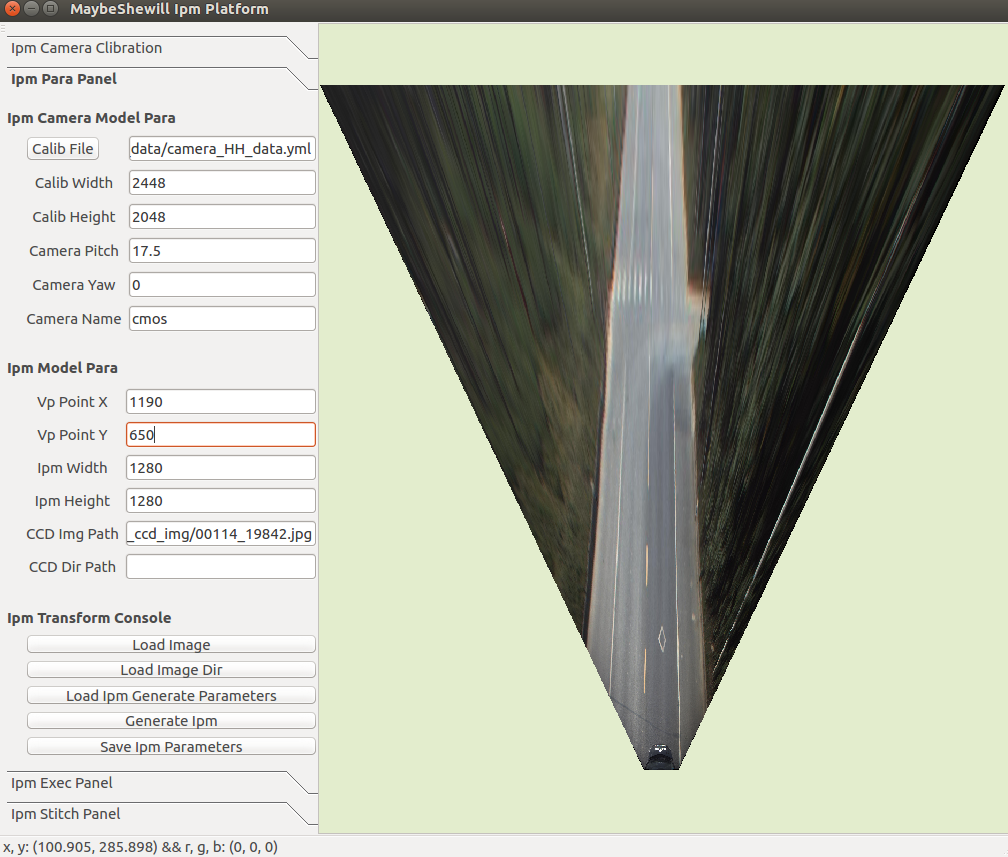 MaybeShewill Ipm Platform
Ipm Camera Clibration
Ipm Para Panel
Ipm Camera Model Para
Calib File data/camera_HH_data.yml
Calib Width 2448
Calib Height 2048
Camera Pitch 17.5
Camera Yaw 0
Camera Name cmos
Ipm Model Para
Vp Point X 1190
Vp Point Y 650
Ipm Width 1280
Ipm Height 1280
CCD Img Path _ccd_img/00114_19842.jpg
CCD Dir Path
Ipm Transform Console
Load Image
Load Image Dir
Load Ipm Generate Parameters
Generate Ipm
Save Ipm Parameters
Ipm Exec Panel
Ipm Stitch Panel
x, y: (100.905, 285.898) && r, g, b: (0, 0, 0)